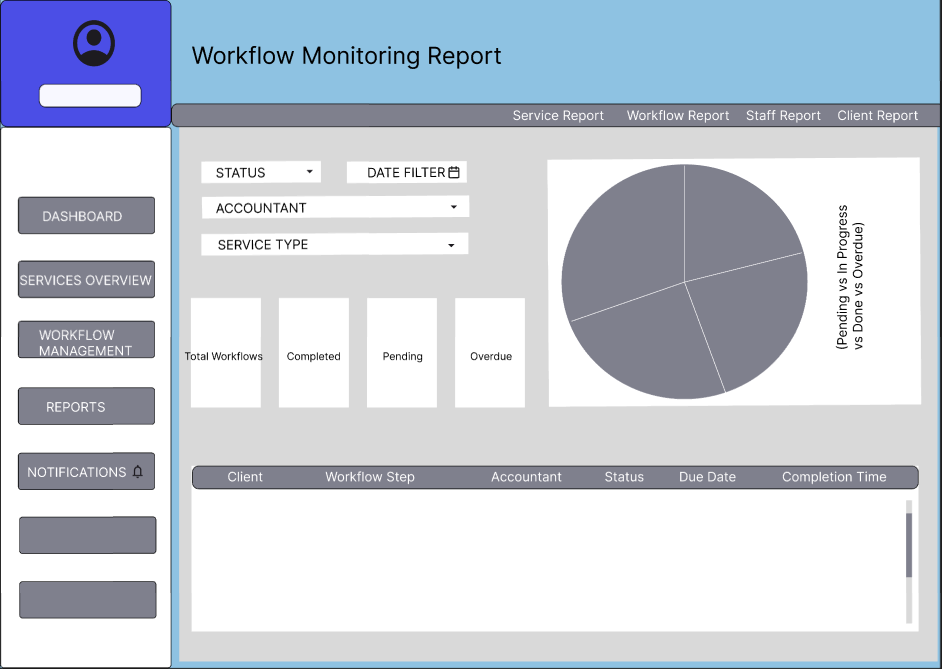 Workflow Monitoring Report
Service Report Workflow Report Staff Report Client Report
DASHBOARD
SERVICES OVERVIEW
WORKFLOW
MANAGEMENT
REPORTS
NOTIFICATIONS
STATUS DATE FILTER
ACCOUNTANT
SERVICE TYPE
Total Workflows Completed Pending Overdue
(Pending vs In Progress
vs Done vs Overdue)
Client Workflow Step Accountant Status Due Date Completion Time